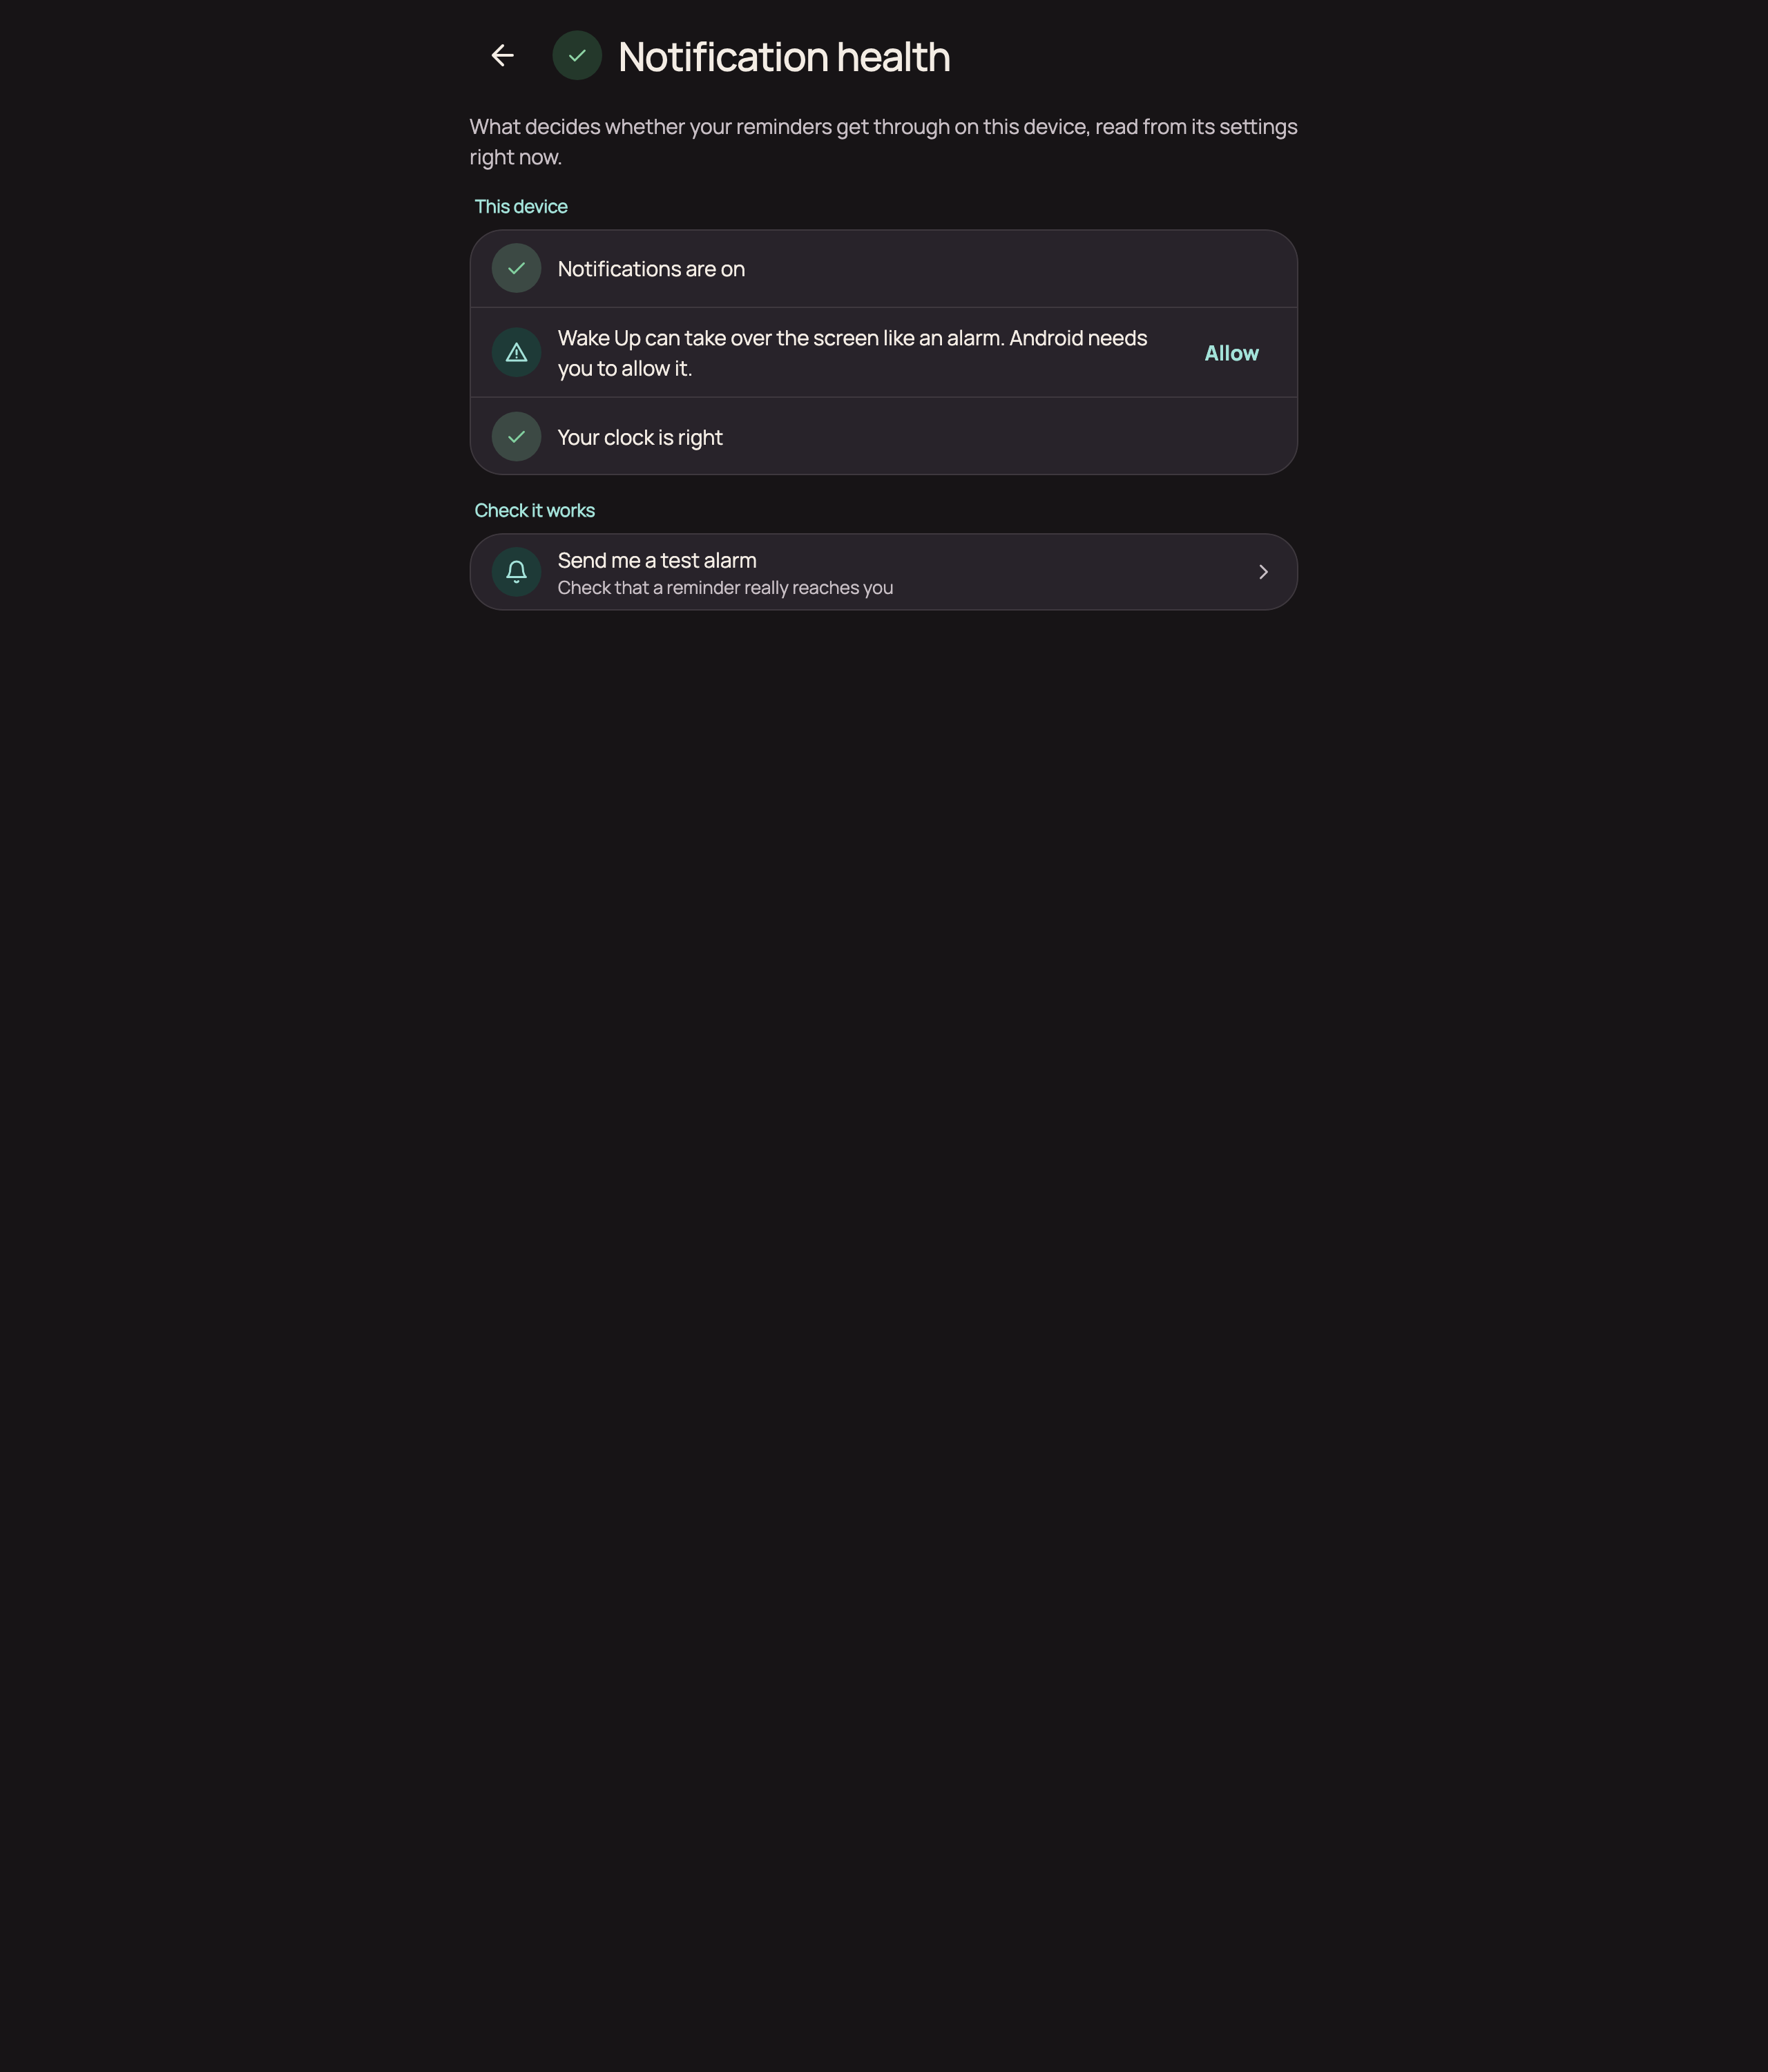 Notification health
What decides whether your reminders get through on this device, read from its settings
right now.
This device
Notifications are on
Wake Up can take over the screen like an alarm. Android needs
you to allow it.
Allow
Your clock is right
Check it works
Send me a test alarm
Check that a reminder really reaches you